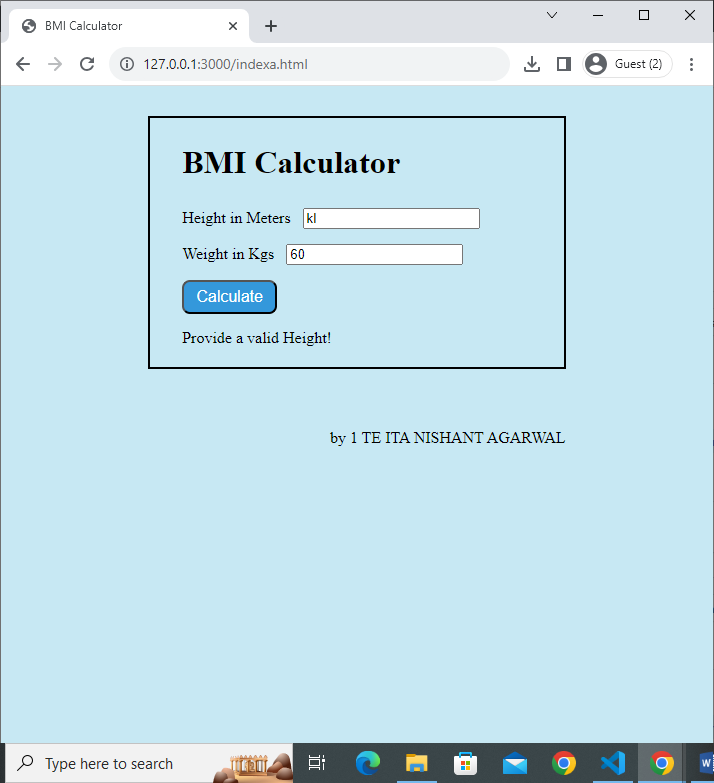 BMI Calculator
127.0.0.1:3000/indexa.html
Guest (2)
BMI Calculator
Height in Meters kl
Weight in Kgs 60
Calculate
Provide a valid Height!
by 1 TE ITA NISHANT AGARWAL
Type here to search
W